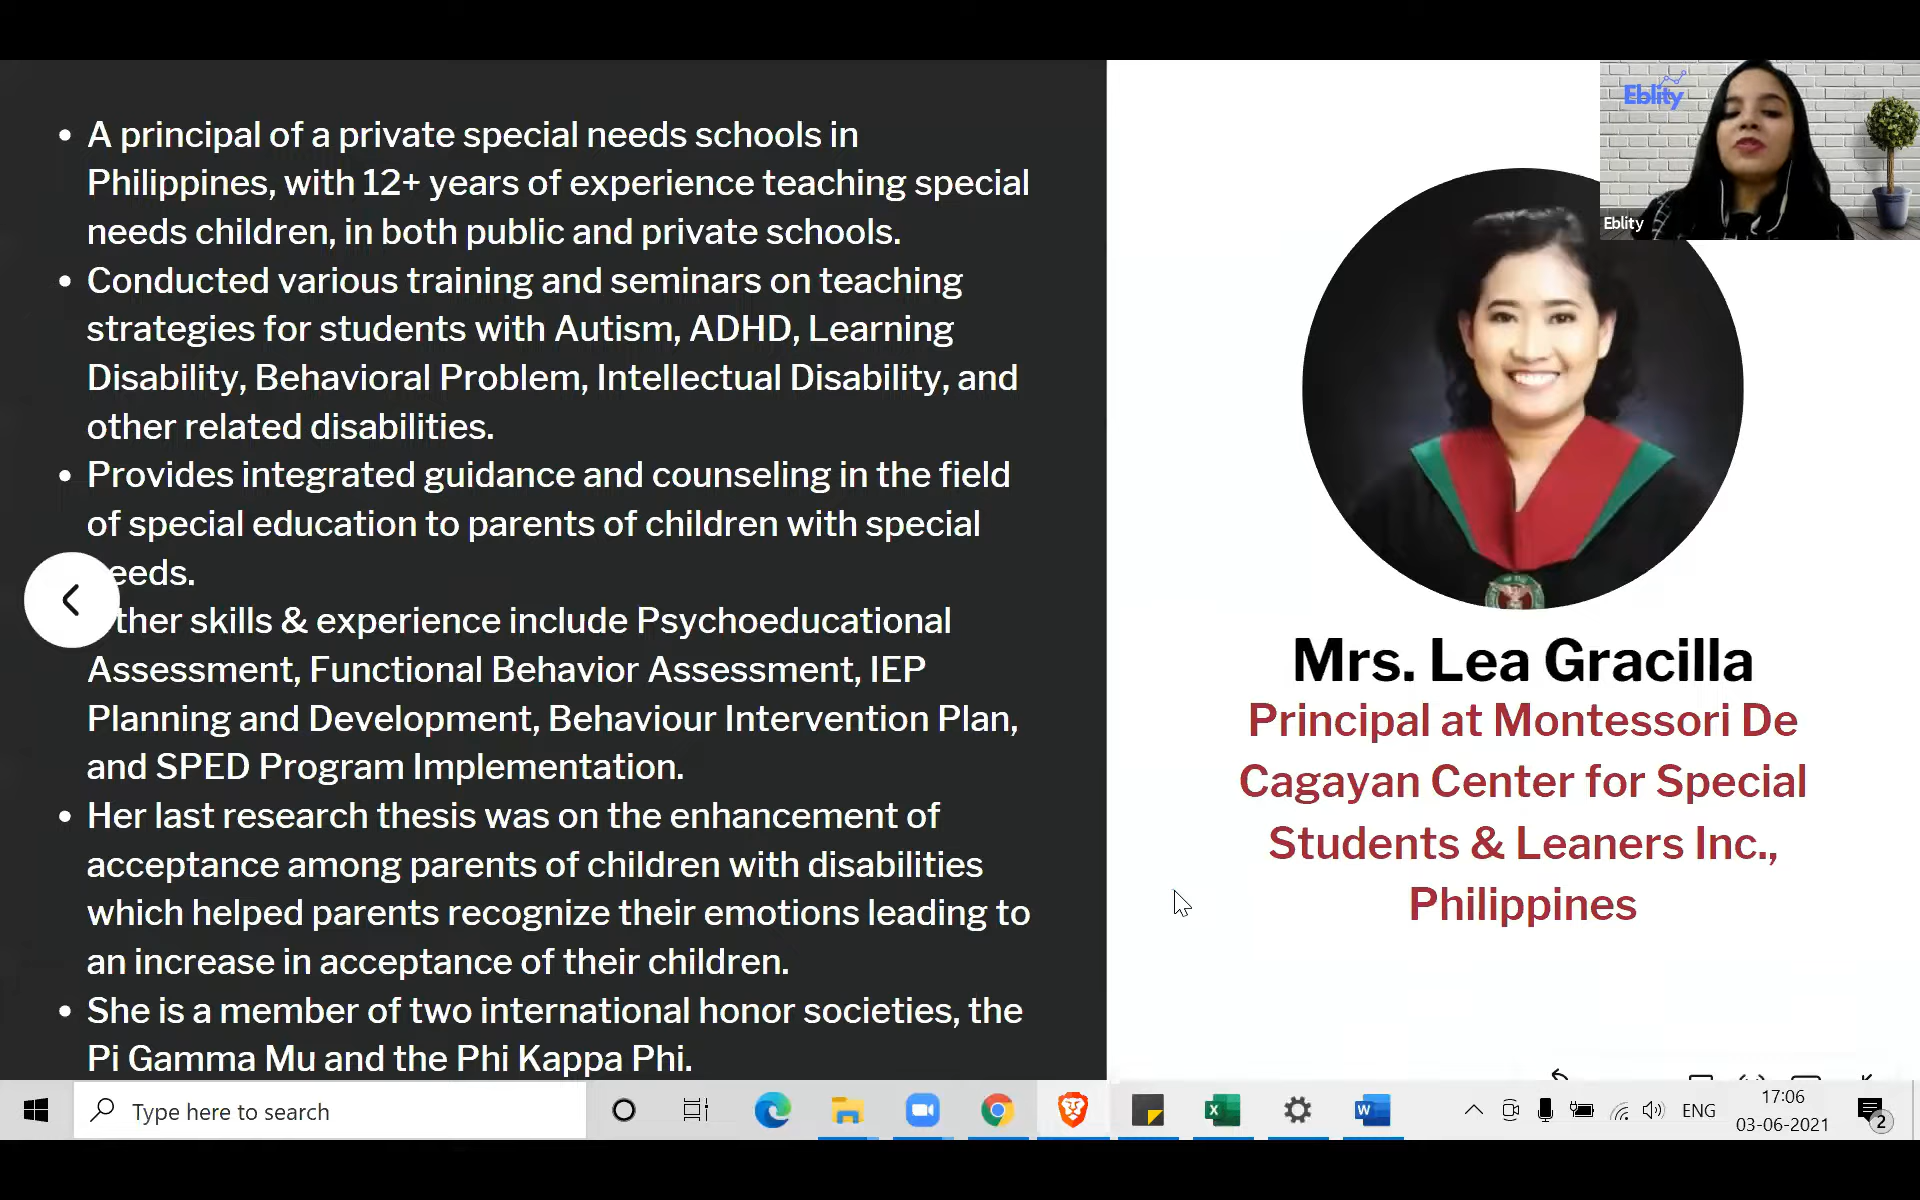 A principal of a private special needs schools in
Philippines, with 12+ years of experience teaching special
needs children, in both public and private schools.
Conducted various training and seminars on teaching
strategies for students with Autism, ADHD, Learning
Disability, Behavioral Problem, Intellectual Disability, and
other related disabilities.
Provides integrated guidance and counseling in the field
of special education to parents of children with special
eeds.
ther skills & experience include Psychoeducational
Assessment, Functional Behavior Assessment, IEP
Planning and Development, Behaviour Intervention Plan,
and SPED Program Implementation.
Her last research thesis was on the enhancement of
acceptance among parents of children with disabilities
which helped parents recognize their emotions leading to
an increase in acceptance of their children.
She is a member of two international honor societies, the
Pi Gamma Mu and the Phi Kappa Phi.
Eblity
Eblity
Mrs. Lea Gracilla
Principal at Montessori De
Cagayan Center for Special
Students & Leaners Inc.,
Philippines
Type here to search
X
W
ENG
17:06
03-06-2021
2